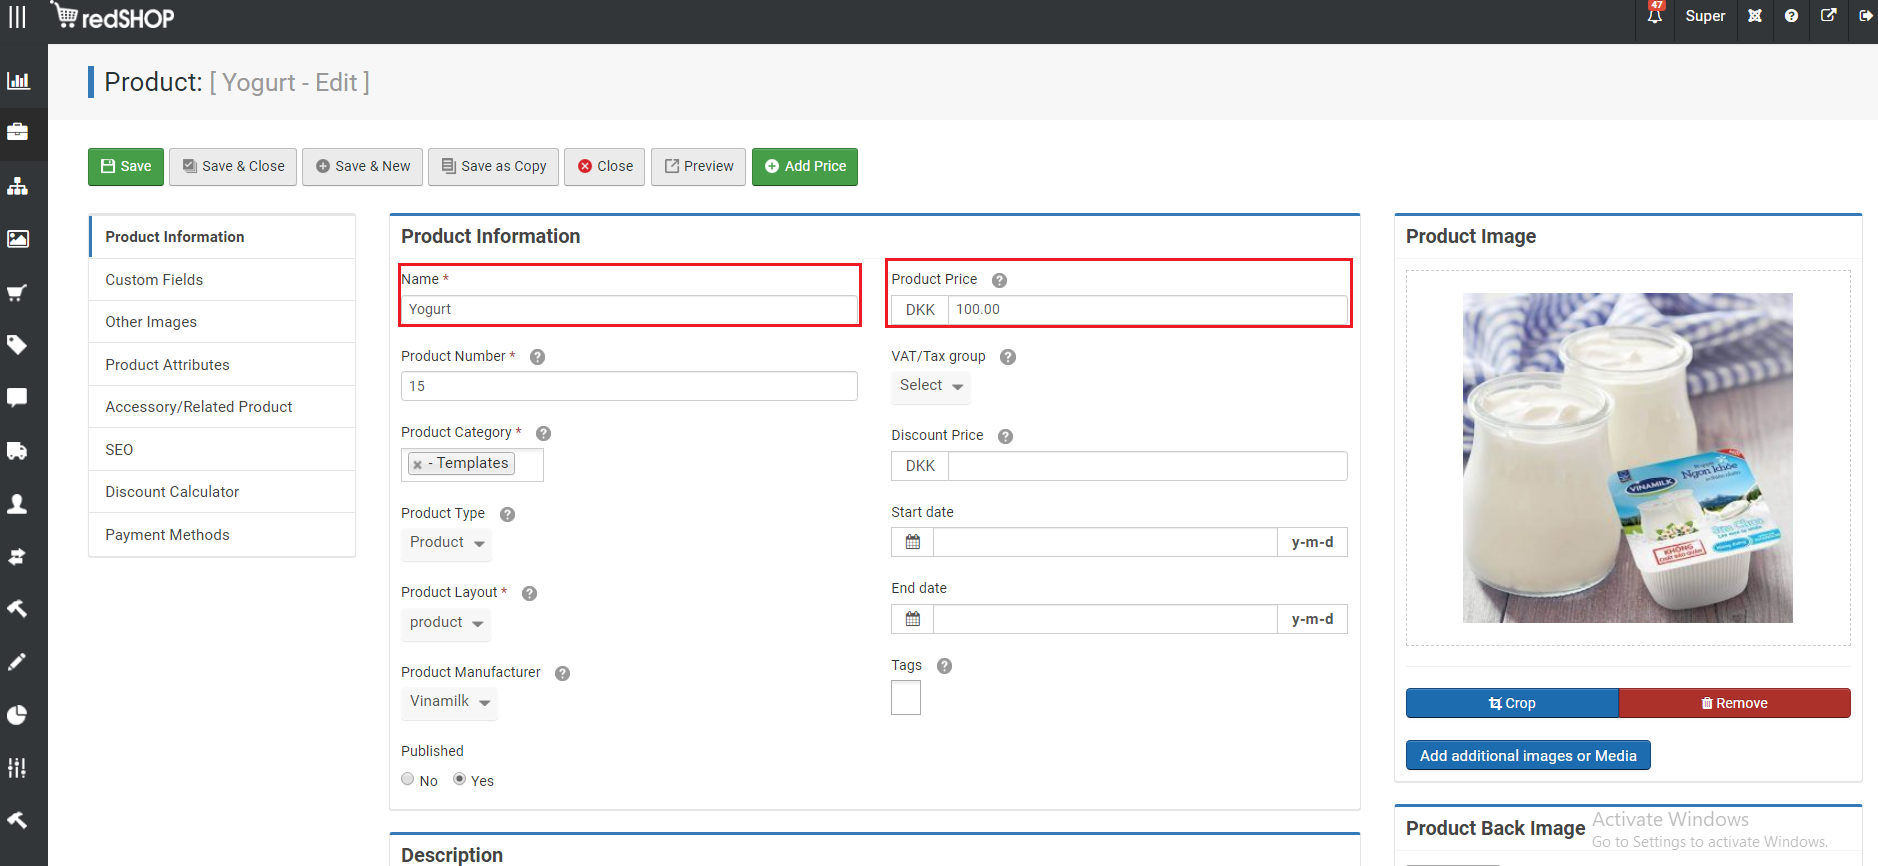 redSHOP
47
Super
Product: [ Yogurt - Edit ]
Save
Save & Close
Save & New
Save as Copy
Close
Preview
Add Price
Product Information
Custom Fields
Other Images
Product Attributes
Accessory/Related Product
SEO
Discount Calculator
Payment Methods
Product Information
Name *
Yogurt
Product Number *
15
Product Category *
- Templates
Product Type
Product
Product Layout *
product
Product Manufacturer
Vinamilk
Published
No
Yes
Product Price
DKK 100.00
VAT/Tax group
Select
Discount Price
DKK
Start date
y-m-d
End date
y-m-d
Tags
Description
Product Image
Ngon khỏe
VINAMILK
Sữa Chua
KHÔNG
CHẤT BẢO QUẢN
Crop
Remove
Add additional images or Media
Product Back Image
Activate Windows
Go to Settings to activate Windows.